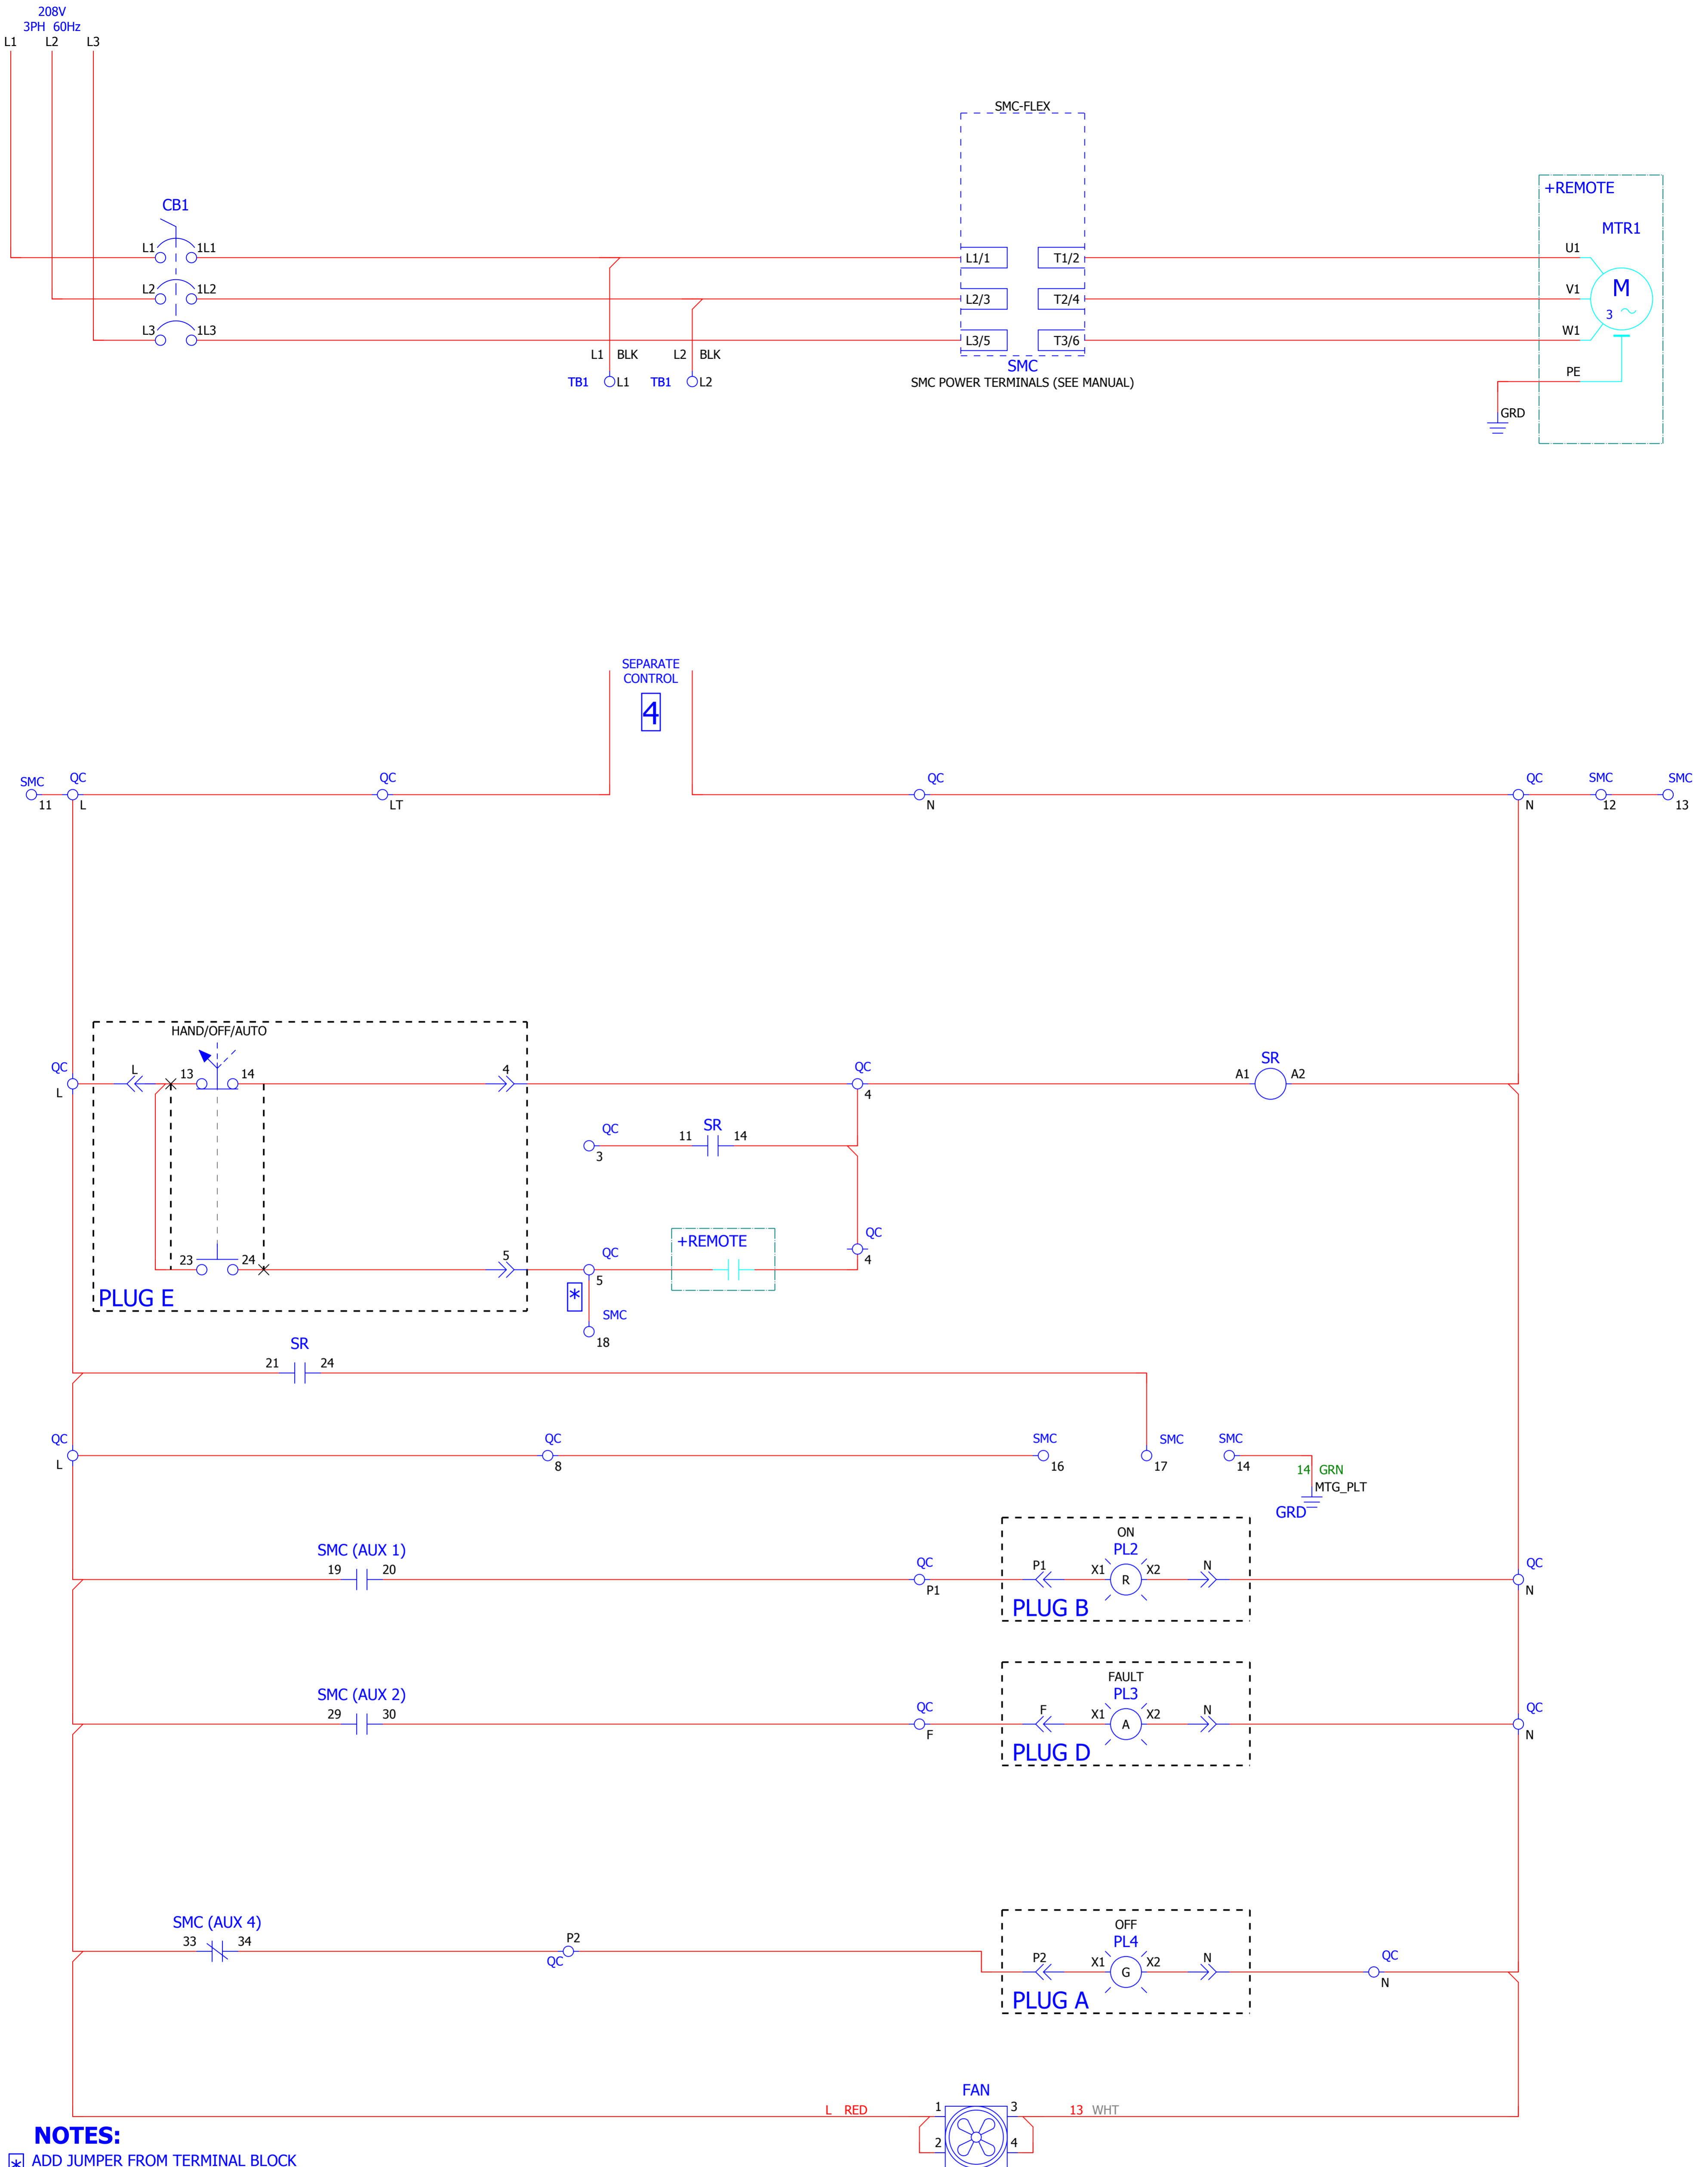 208V
3PH 60Hz
L1 L2 L3
SMC-FLEX
+REMOTE
CB1
MTR1
L1 1L1
L1/1 T1/2
U1
L2 1L2
L2/3 T2/4
V1
M
3
L3 1L3
L3/5 T3/6
W1
L1 BLK L2 BLK
SMC
PE
TB1 L1 TB1 L2
SMC POWER TERMINALS (SEE MANUAL)
GRD
SEPARATE
CONTROL
4
SMC QC QC QC QC SMC SMC
11 L LT N N 12 13
HAND/OFF/AUTO
QC L 13 14 4 QC SR
A1 A2
L 4
QC SR
11 14
3
QC
+REMOTE
23 24 5 QC
4
5
*
PLUG E
SMC
18
SR
21 24
QC QC SMC SMC SMC
L 8 16 17 14
14 GRN
MTG_PLT
GRD
ON
SMC (AUX 1)
PL2
19 20 QC P1 X1 R X2 N QC
P1 N
PLUG B
FAULT
SMC (AUX 2)
PL3
29 30 QC F X1 A X2 N QC
F N
PLUG D
SMC (AUX 4)
OFF
33 34 P2
PL4
QC
P2 X1 G X2 N QC
N
PLUG A
FAN
L RED 1 3 13 WHT
2 4
NOTES:
* ADD JUMPER FROM TERMINAL BLOCK